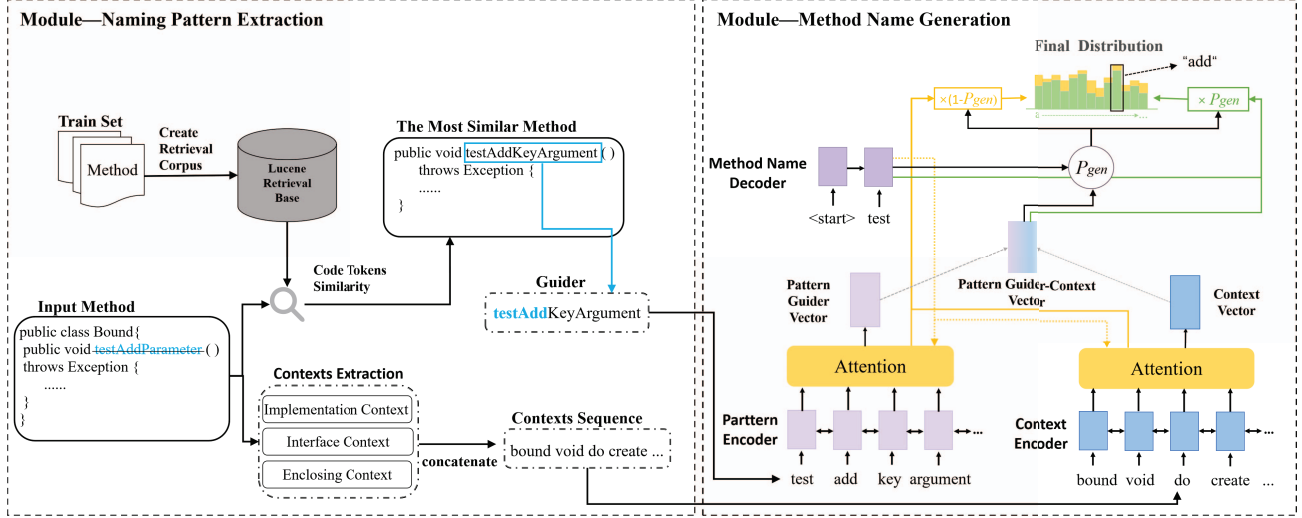 Module—Naming Pattern Extraction
Train Set
Method
Create
Retrieval
Corpus
Lucene
Retrieval
Base
The Most Similar Method
public void testAddKeyArgument ( )
throws Exception {
......
}
Code Tokens
Similarity
Guider
testAddKeyArgument
Input Method
public class Bound{
public void testAddParameter ( )
throws Exception {
......
}
}
Contexts Extraction
Implementation Context
Interface Context
Enclosing Context
concatenate
Contexts Sequence
bound void do create ...
Module—Method Name Generation
Final Distribution
"add"
×(1-Pgen)
× Pgen
a
...
Method Name
Decoder
Pgen
<start>
test
Pattern
Guider
Vector
Pattern Guider-Context
Vector
Context
Vector
Attention
Attention
Parttern
Encoder
...
Context
Encoder
...
test add key argument
bound void do create ...